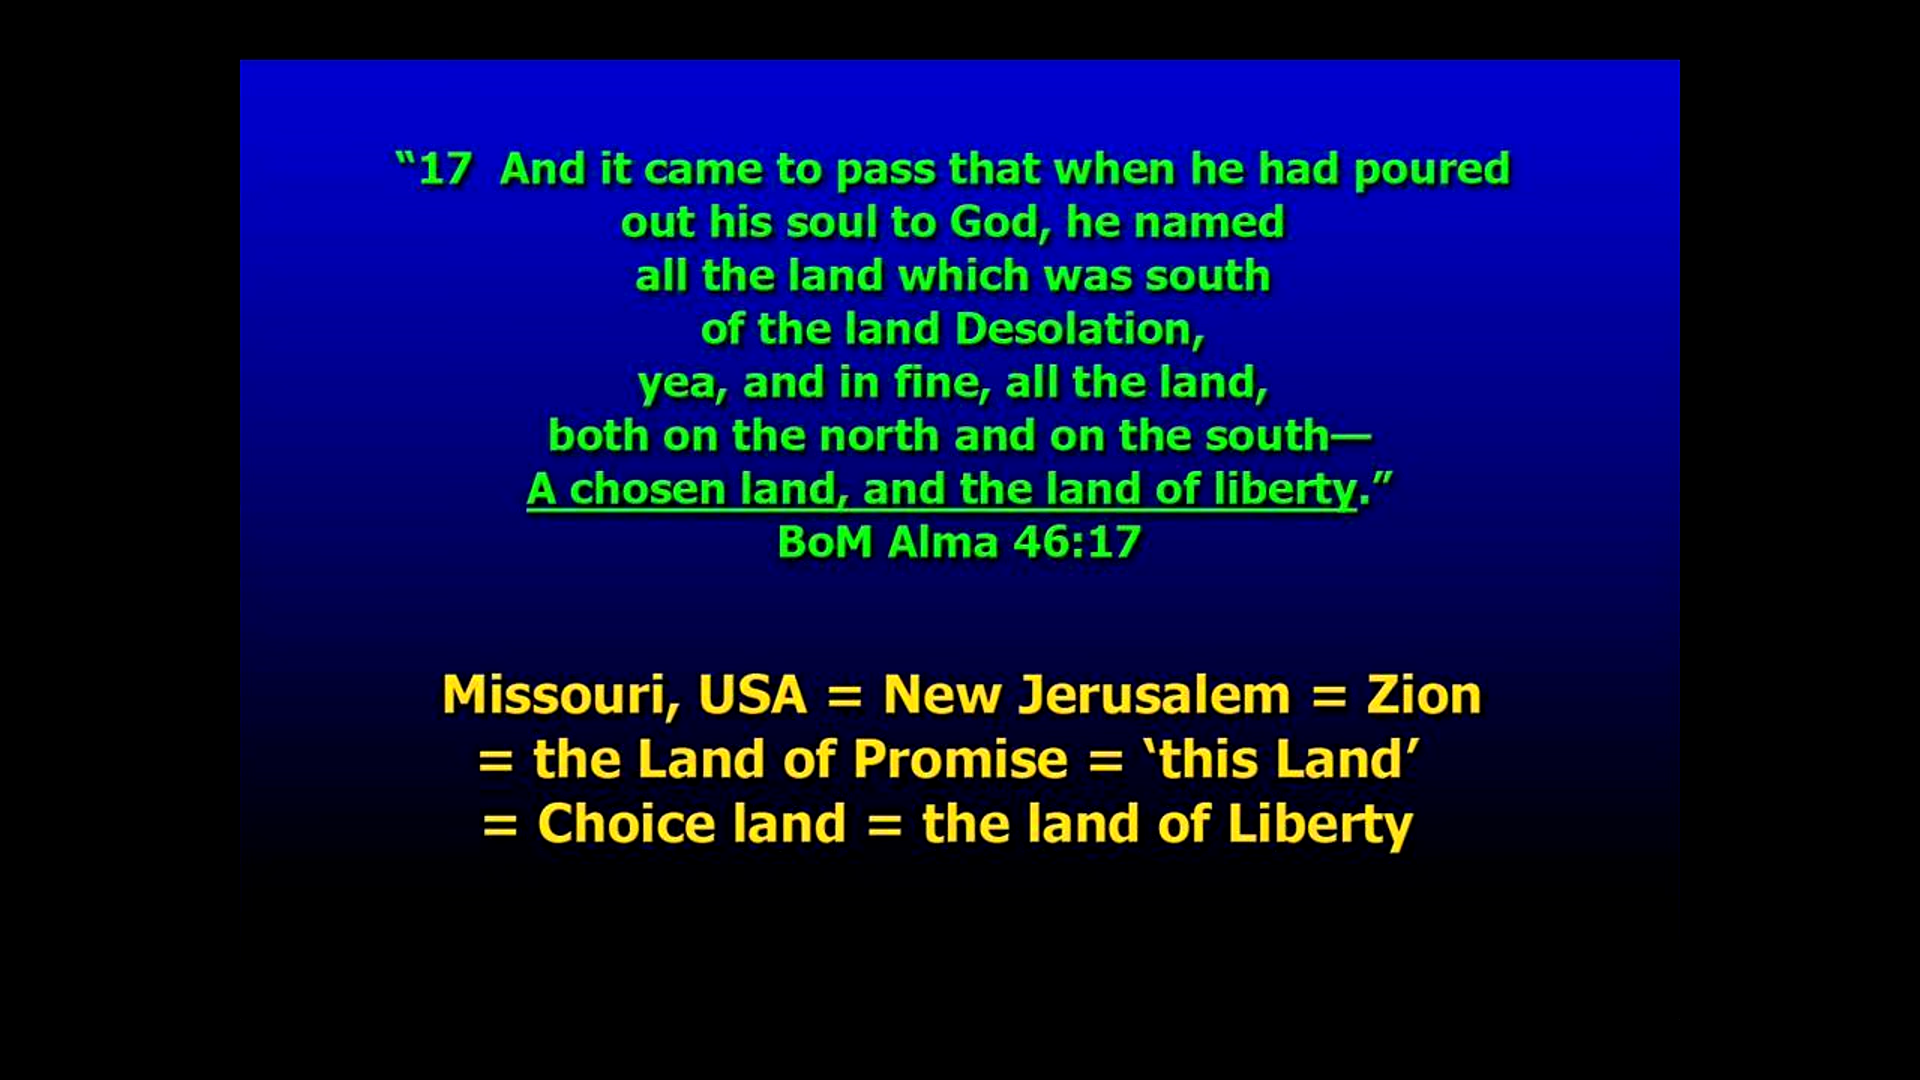 “17  And it came to pass that when he had poured
out his soul to God, he named
all the land which was south
of the land Desolation,
yea, and in fine, all the land,
both on the north and on the south—
A chosen land, and the land of liberty.”
BoM Alma 46:17
Missouri, USA = New Jerusalem = Zion
= the Land of Promise = ‘this Land’
= Choice land = the land of Liberty